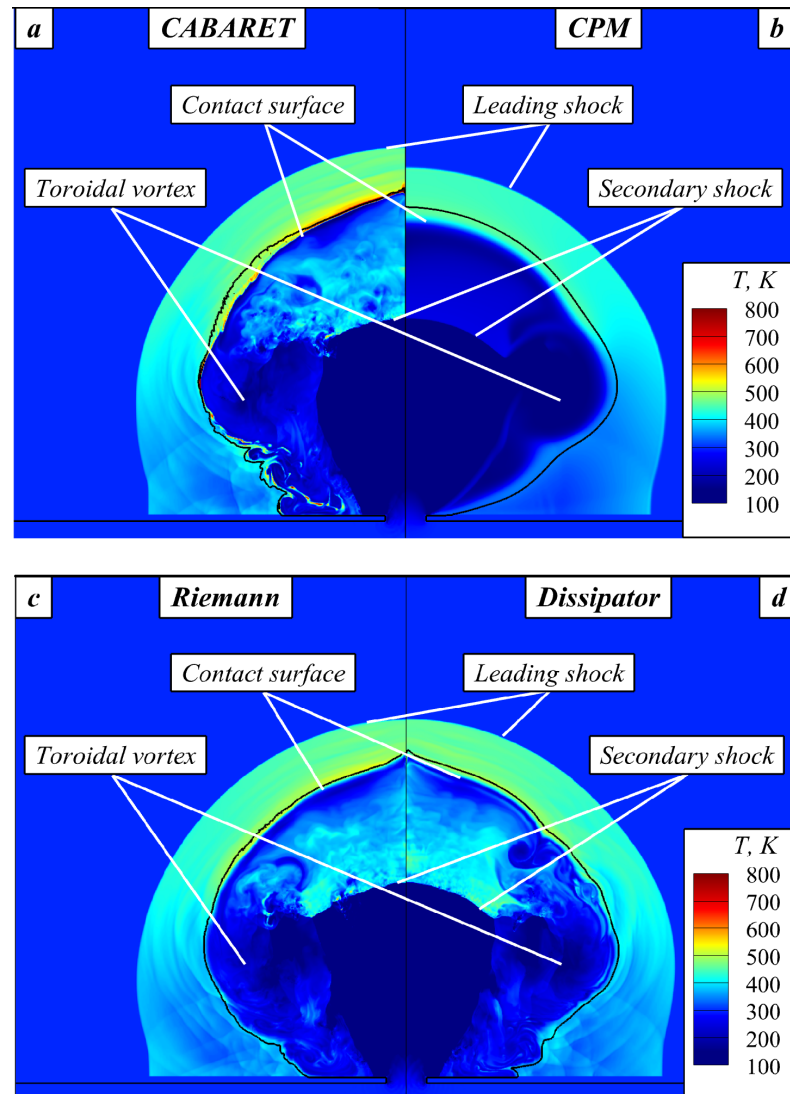 a
CABARET
CPM
b
Contact surface
Leading shock
Toroidal vortex
Secondary shock
T, K
800
700
600
500
400
300
200
100
c
Riemann
Dissipator
d
Contact surface
Leading shock
Toroidal vortex
Secondary shock
T, K
800
700
600
500
400
300
200
100